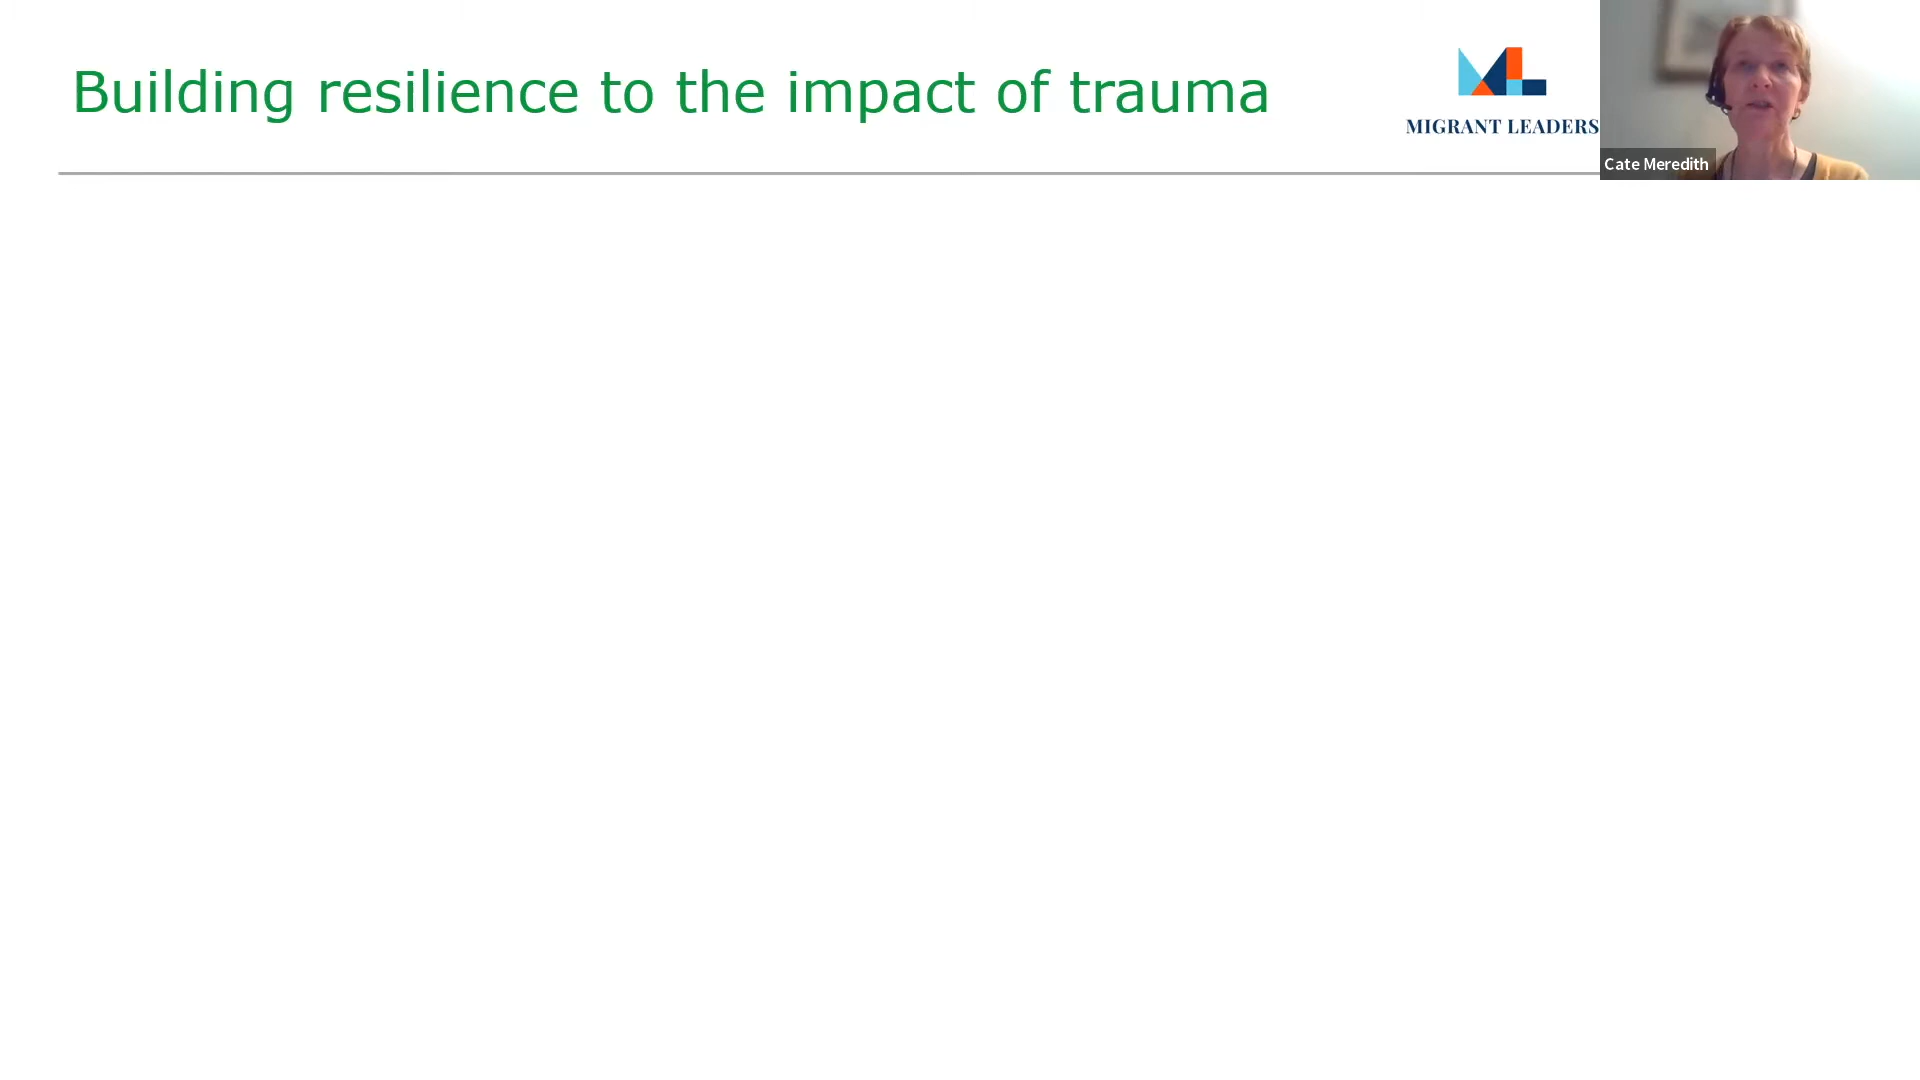 Building resilience to the impact of trauma
MIGRANT LEADERS
Cate Meredith